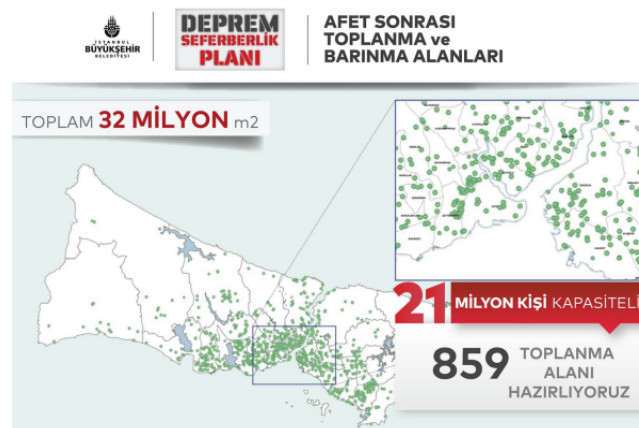 İSTANBUL
BÜYÜKŞEHİR
BELEDİYESİ
DEPREM
SEFERBERLİK
PLANI
AFET SONRASI
TOPLANMA ve
BARINMA ALANLARI
TOPLAM 32 MİLYON m2
21 MİLYON KİŞİ KAPASİTELİ
859 TOPLANMA
ALANI
HAZIRLIYORUZ